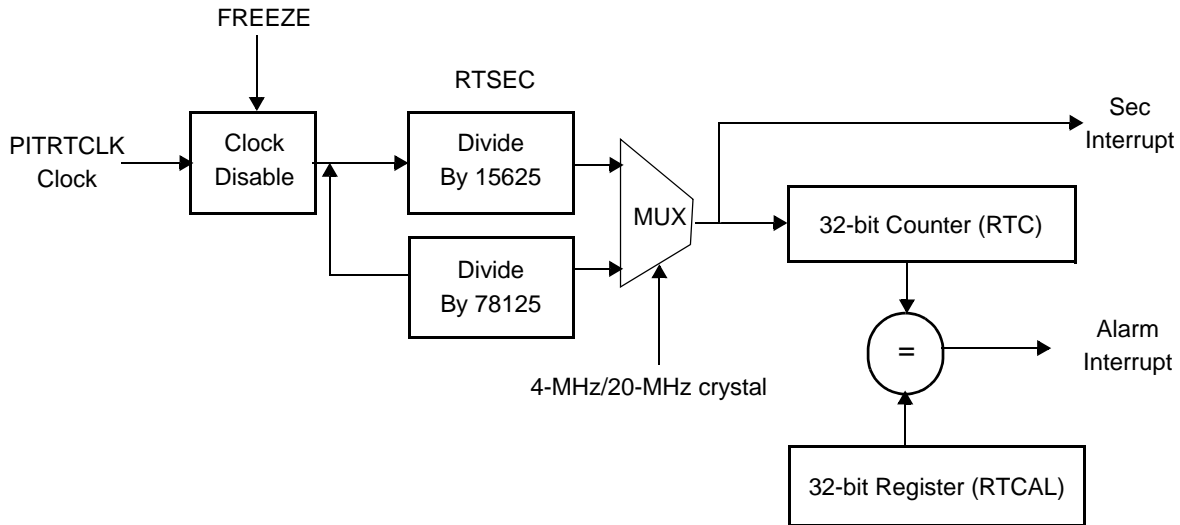 FREEZE
RTSEC
PITRTCLK
Clock
Clock
Disable
Divide
By 15625
Divide
By 78125
MUX
4-MHz/20-MHz crystal
Sec
Interrupt
32-bit Counter (RTC)
=
Alarm
Interrupt
32-bit Register (RTCAL)